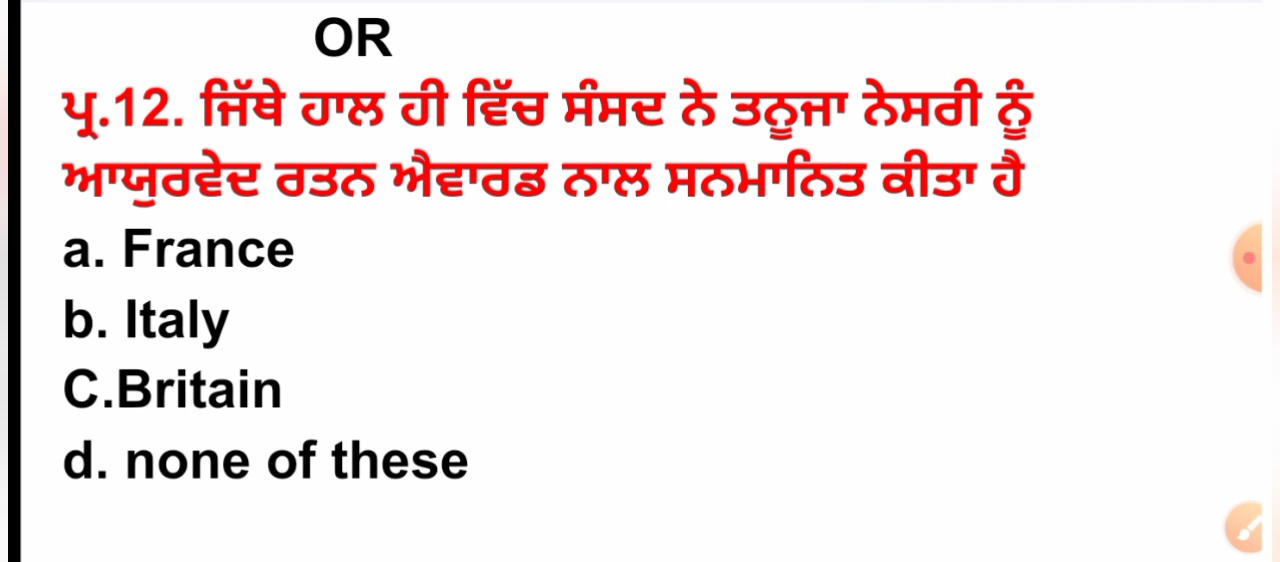 OR
ਪ੍ਰ.12. ਜਿੱਥੇ ਹਾਲ ਹੀ ਵਿੱਚ ਸੰਸਦ ਨੇ ਤਨੂਜਾ ਨੇਸਰੀ ਨੂੰ
ਆਯੁਰਵੇਦ ਰਤਨ ਐਵਾਰਡ ਨਾਲ ਸਨਮਾਨਿਤ ਕੀਤਾ ਹੈ
a. France
b. Italy
C.Britain
d. none of these